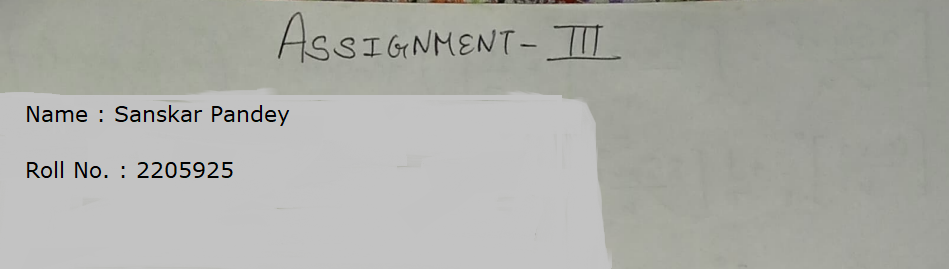 ASSIGNMENT - III
Name : Sanskar Pandey
Roll No. : 2205925